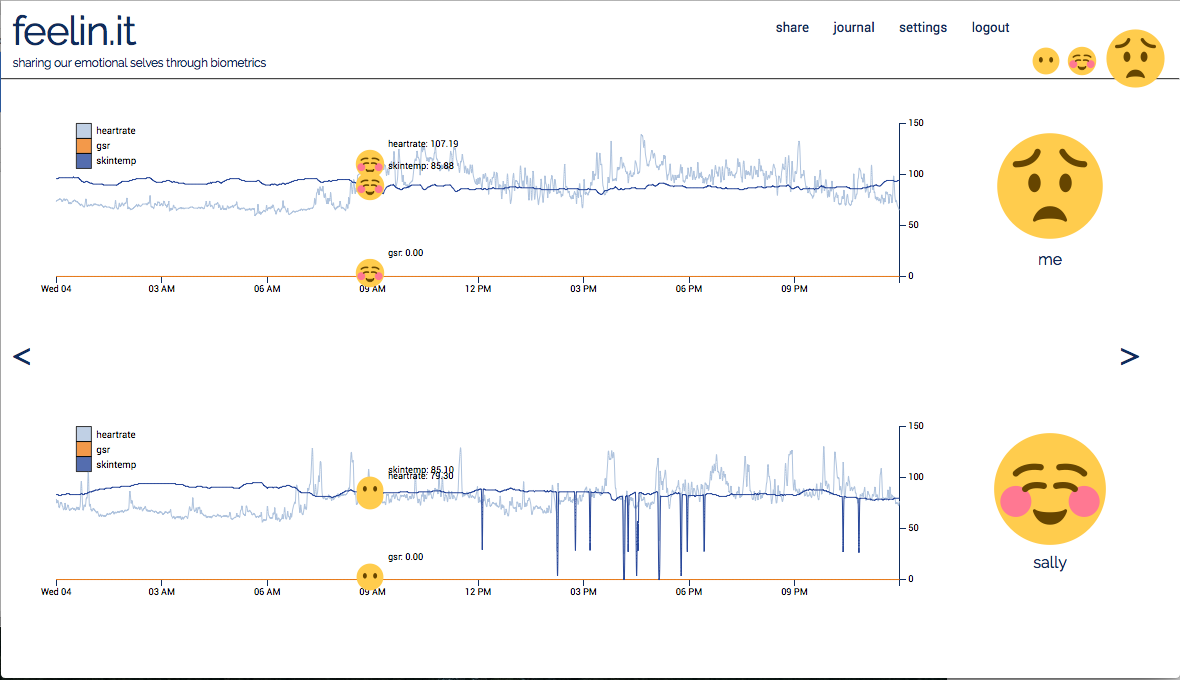 feelin.it
sharing our emotional selves through biometrics
share journal settings logout
heartrate
gsr
skintemp
heartrate: 107.19
skintemp: 85.88
gsr: 0.00
150
100
50
0
Wed 04 03 AM 06 AM 09 AM 12 PM 03 PM 06 PM 09 PM
me
< >
heartrate
gsr
skintemp
skintemp: 85.10
heartrate: 79.30
gsr: 0.00
150
100
50
0
Wed 04 03 AM 06 AM 09 AM 12 PM 03 PM 06 PM 09 PM
sally